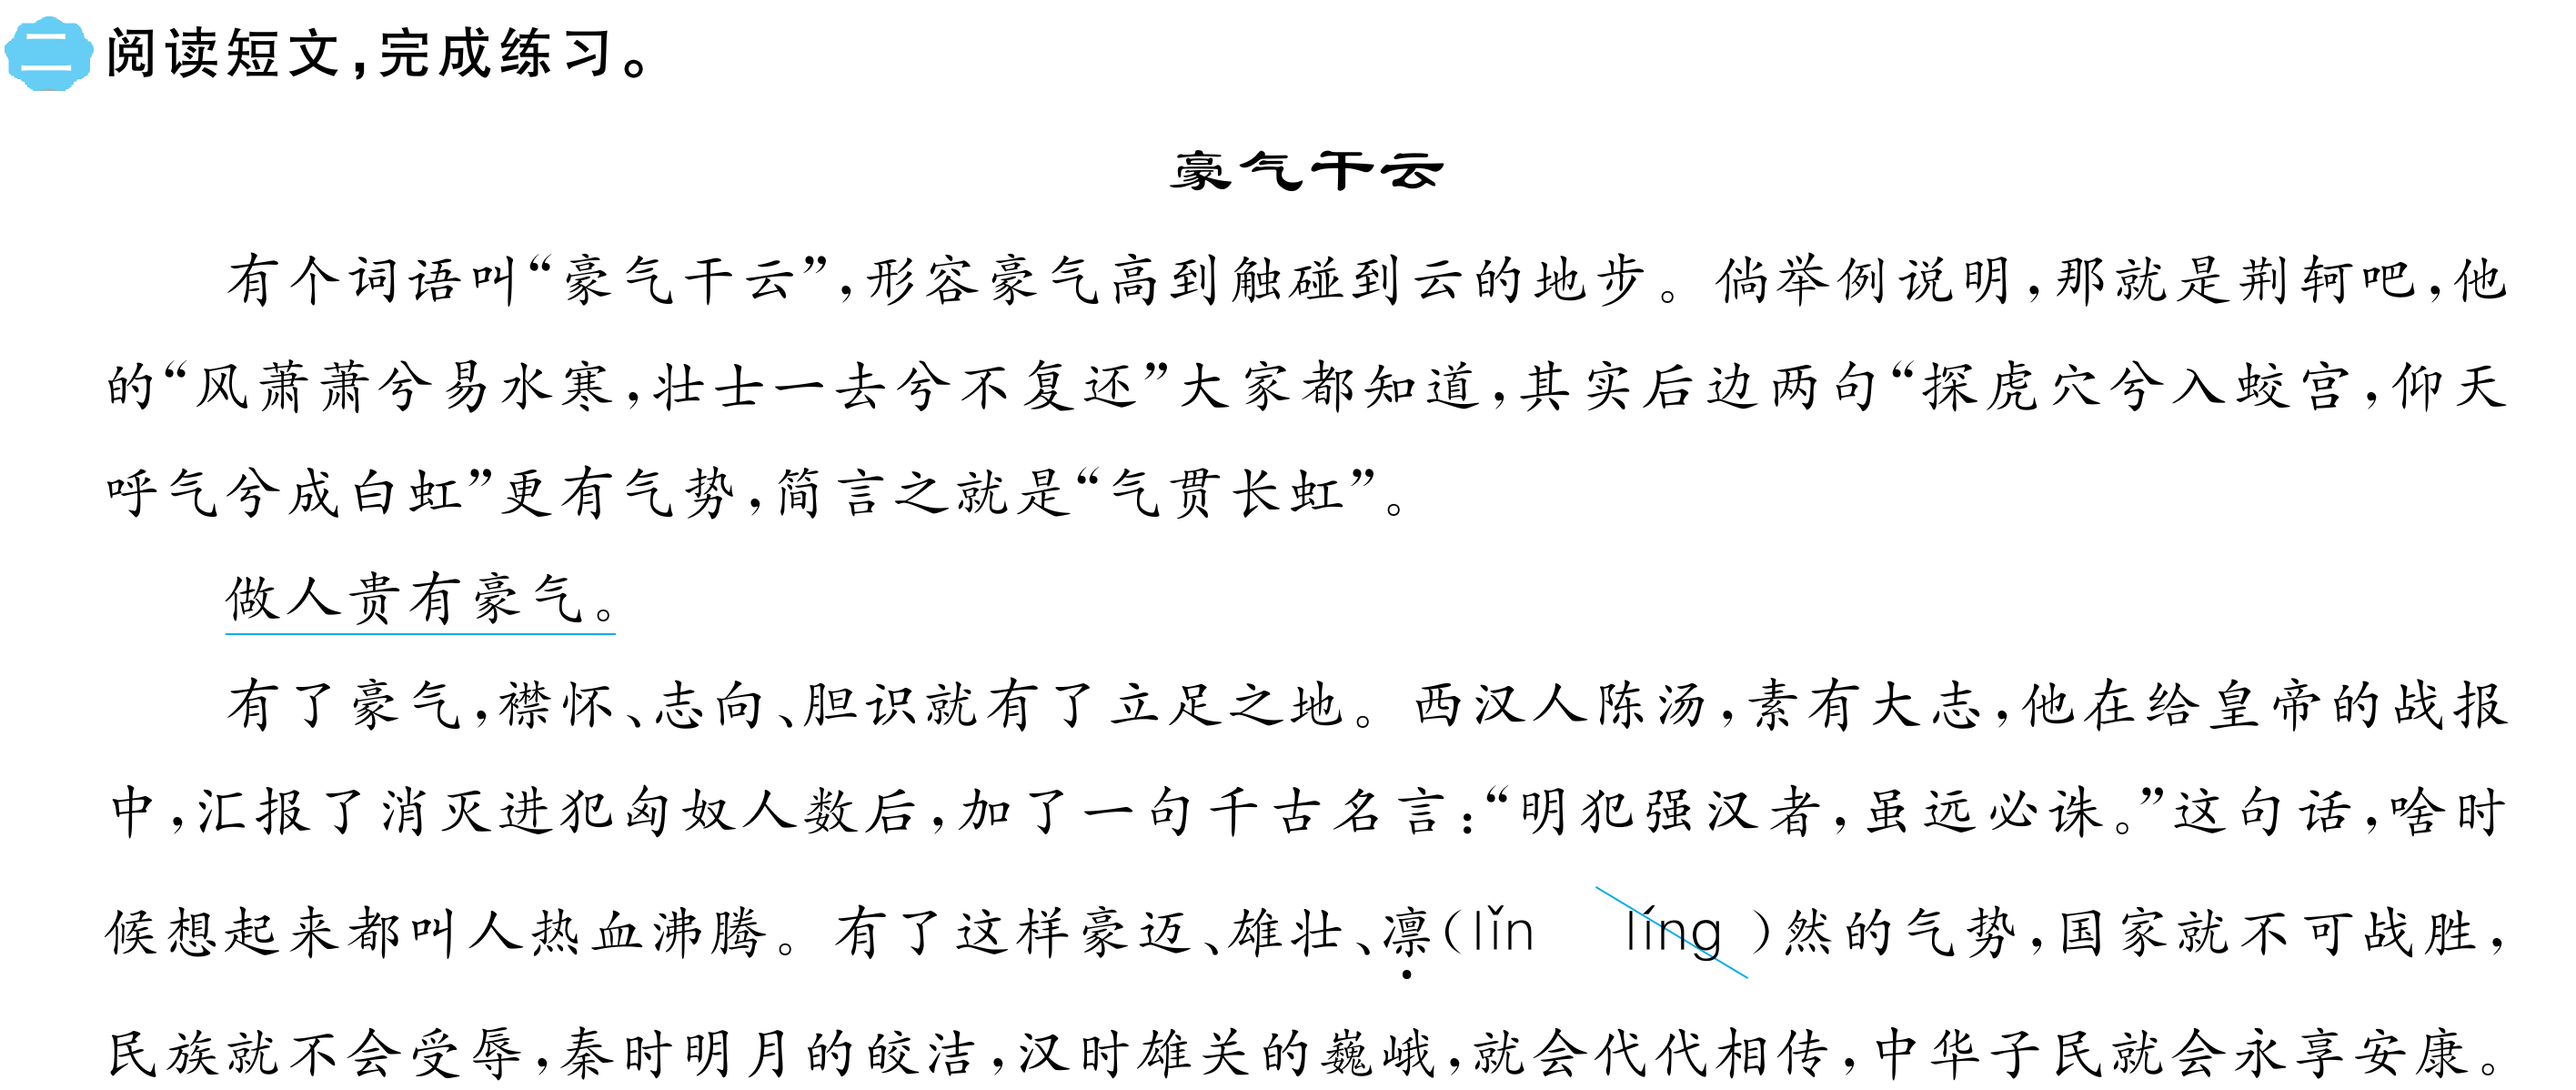 二 阅读短文,完成练习。
豪气干云
有个词语叫“豪气干云”,形容豪气高到触碰到云的地步。倘举例说明,那就是荆轲吧,他
的“风萧萧兮易水寒,壮士一去兮不复还”大家都知道,其实后边两句“探虎穴兮入蛟宫,仰天
呼气兮成白虹”更有气势,简言之就是“气贯长虹”。
做人贵有豪气。
有了豪气,襟怀、志向、胆识就有了立足之地。西汉人陈汤,素有大志,他在给皇帝的战报
中,汇报了消灭进犯匈奴人数后,加了一句千古名言:“明犯强汉者,虽远必诛。”这句话,啥时
候想起来都叫人热血沸腾。有了这样豪迈、雄壮、凛(lǐn líng)然的气势,国家就不可战胜,
民族就不会受辱,秦时明月的皎洁,汉时雄关的巍峨,就会代代相传,中华子民就会永享安康。